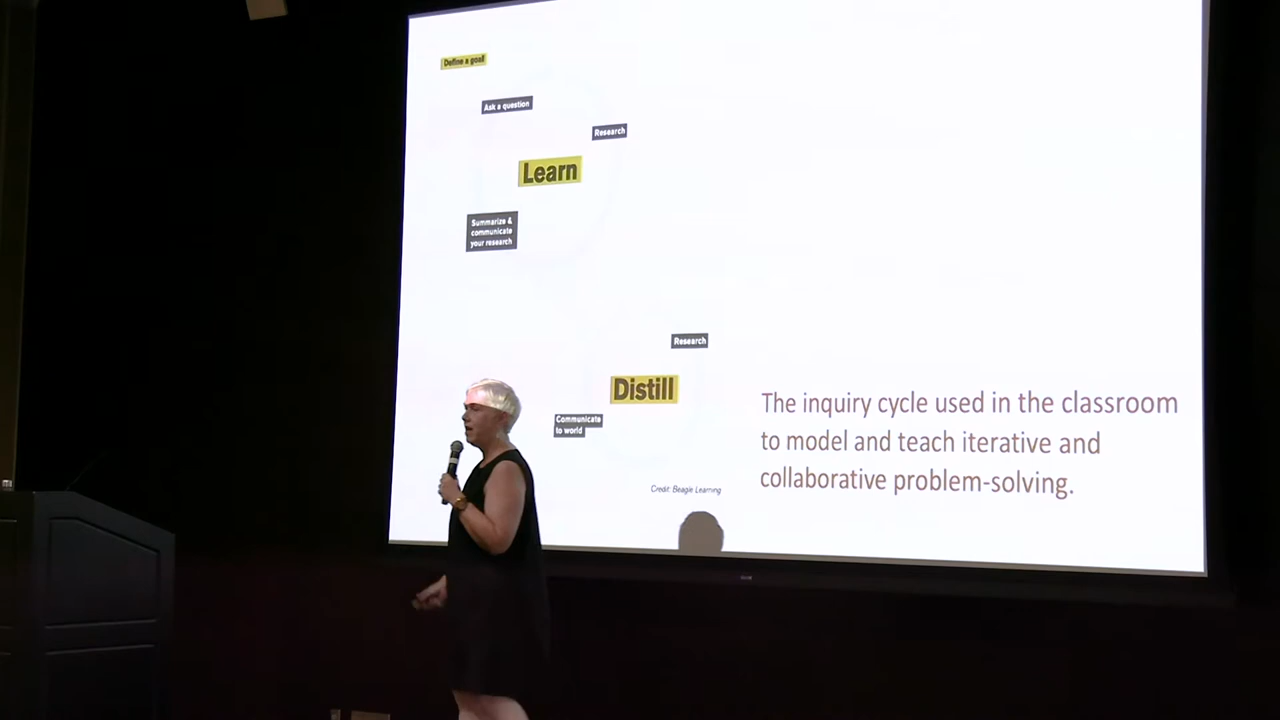 Define a goal
Ask a question
Research
Learn
Summarize &
communicate
your research
Research
Distill
Communicate
to world
The inquiry cycle used in the classroom
to model and teach iterative and
collaborative problem-solving.
Credit: Beagle Learning